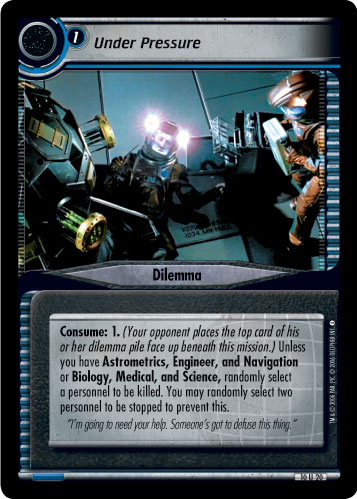 1
Under Pressure
Dilemma
Consume: 1. (Your opponent places the top card of his
or her dilemma pile face up beneath this mission.) Unless
you have Astrometrics, Engineer, and Navigation
or Biology, Medical, and Science, randomly select
a personnel to be killed. You may randomly select two
personnel to be stopped to prevent this.
"I'm going to need your help. Someone's got to defuse this thing."
10 U 20